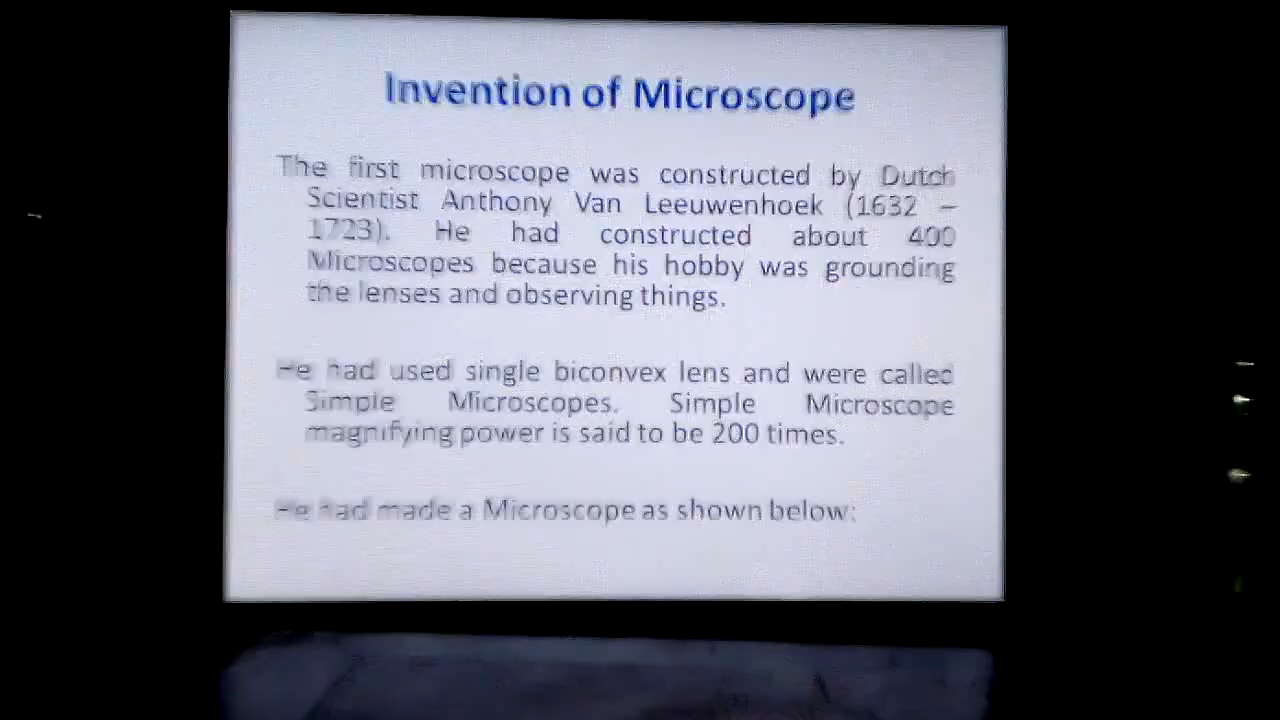 Invention of Microscope
The first microscope was constructed by Dutch
Scientist Anthony Van Leeuwenhoek (1632 –
1723). He had constructed about 400
Microscopes because his hobby was grounding
the lenses and observing things.
He had used single biconvex lens and were called
Simple Microscopes. Simple Microscope
magnifying power is said to be 200 times.
He had made a Microscope as shown below: